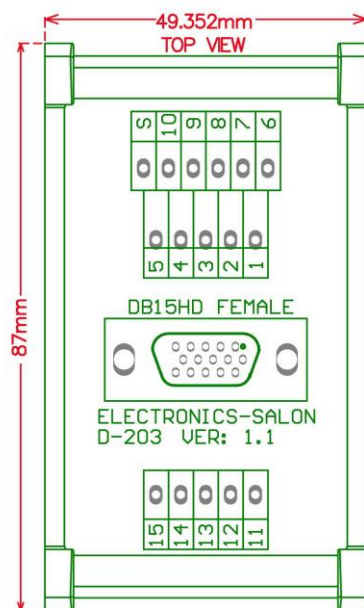 49.352mm
TOP VIEW
87mm
S 10 9 8 7 6
5 4 3 2 1
DB15HD FEMALE
ELECTRONICS-SALON
D-203 VER: 1.1
15 14 13 12 11